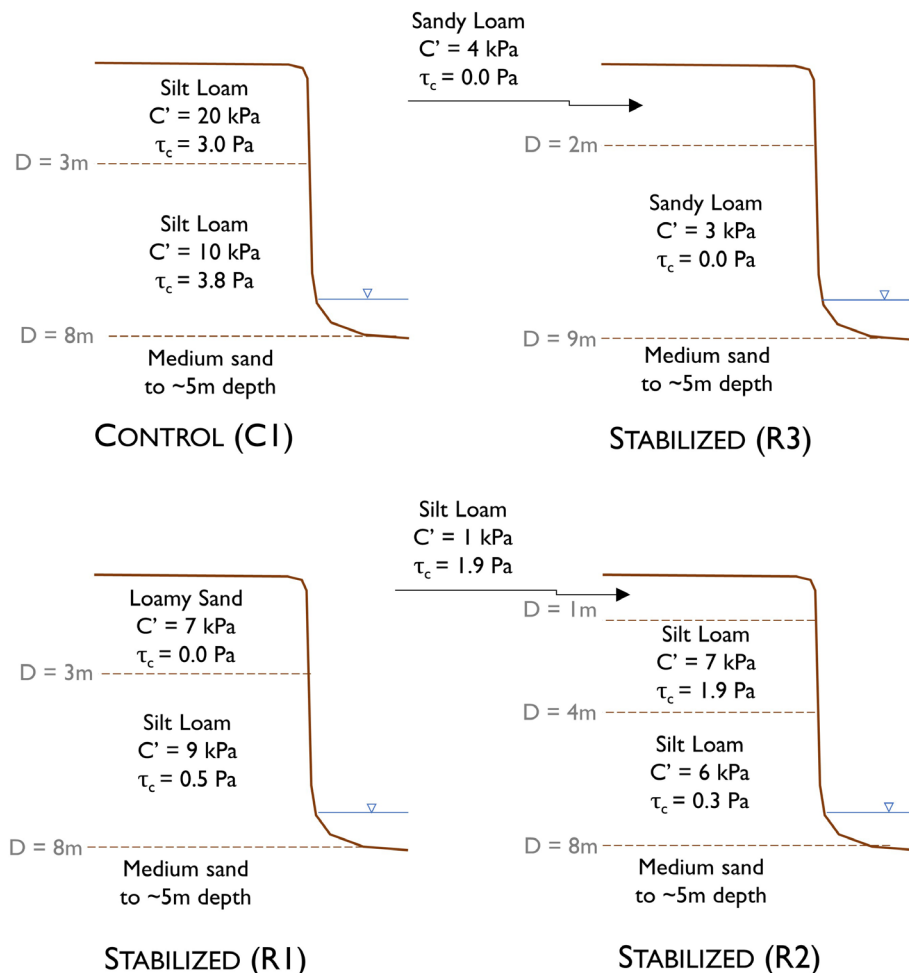 Silt Loam
C' = 20 kPa
τc = 3.0 Pa
D = 3m
Silt Loam
C' = 10 kPa
τc = 3.8 Pa
D = 8m
Medium sand
to ~5m depth
CONTROL (C1)
Sandy Loam
C' = 4 kPa
τc = 0.0 Pa
D = 2m
Sandy Loam
C' = 3 kPa
τc = 0.0 Pa
D = 9m
Medium sand
to ~5m depth
STABILIZED (R3)
Loamy Sand
C' = 7 kPa
τc = 0.0 Pa
D = 3m
Silt Loam
C' = 9 kPa
τc = 0.5 Pa
D = 8m
Medium sand
to ~5m depth
STABILIZED (R1)
Silt Loam
C' = 1 kPa
τc = 1.9 Pa
D = 1m
Silt Loam
C' = 7 kPa
τc = 1.9 Pa
D = 4m
Silt Loam
C' = 6 kPa
τc = 0.3 Pa
D = 8m
Medium sand
to ~5m depth
STABILIZED (R2)